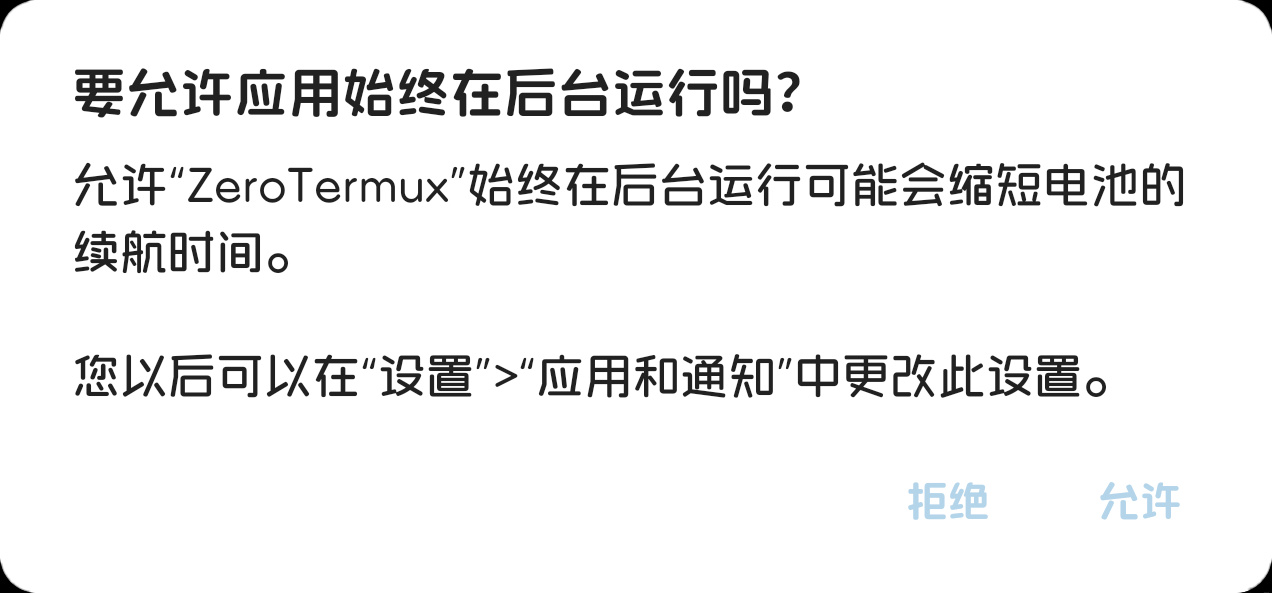 要允许应用始终在后台运行吗？
允许“ZeroTermux”始终在后台运行可能会缩短电池的
续航时间。
您以后可以在“设置”>“应用和通知”中更改此设置。
拒绝 允许